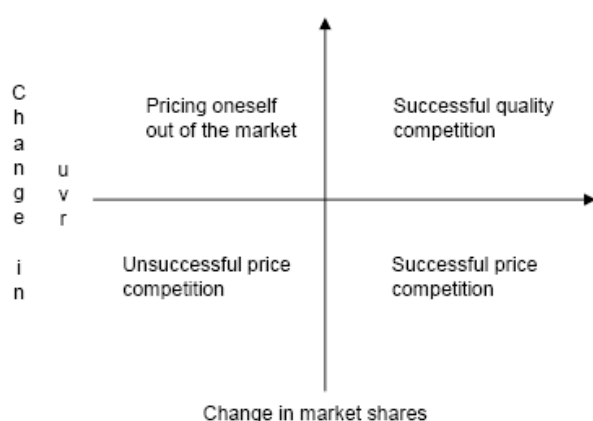 Change in
uvr
Pricing oneself
out of the market
Successful quality
competition
Unsuccessful price
competition
Successful price
competition
Change in market shares